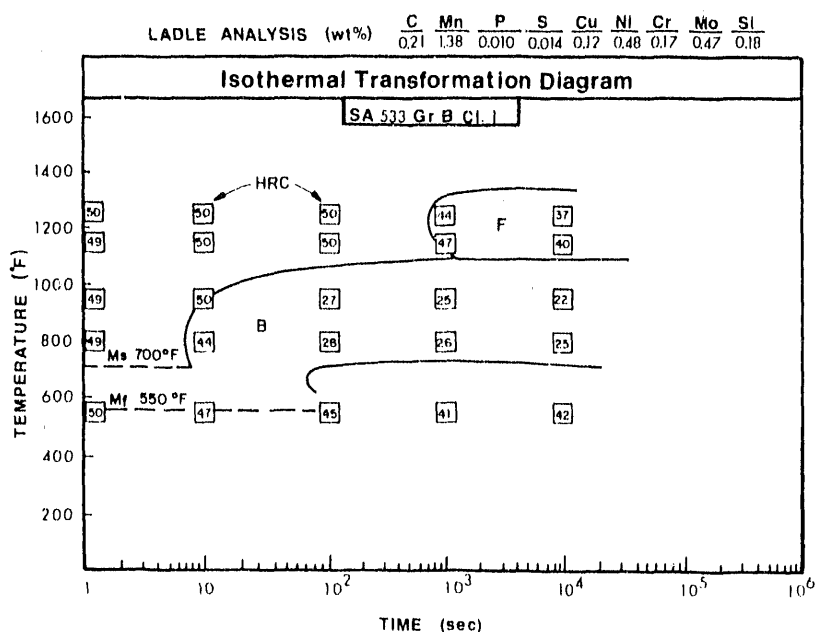 LADLE ANALYSIS (wt%) C Mn P S Cu Ni Cr Mo Si
0.21 1.38 0.010 0.014 0.12 0.48 0.17 0.47 0.18
Isothermal Transformation Diagram
SA 533 Gr B Cl. 1
1600
1400
HRC
50 50 50 44 F 37
1200
49 50 50 47 40
1000
49 50 27 25 22
B
800
49 44 28 26 25
Ms 700°F
600
Mf 550°F
50 47 45 41 42
400
200
TEMPERATURE (°F)
1 10 10² 10³ 10⁴ 10⁵ 10⁶
TIME (sec)